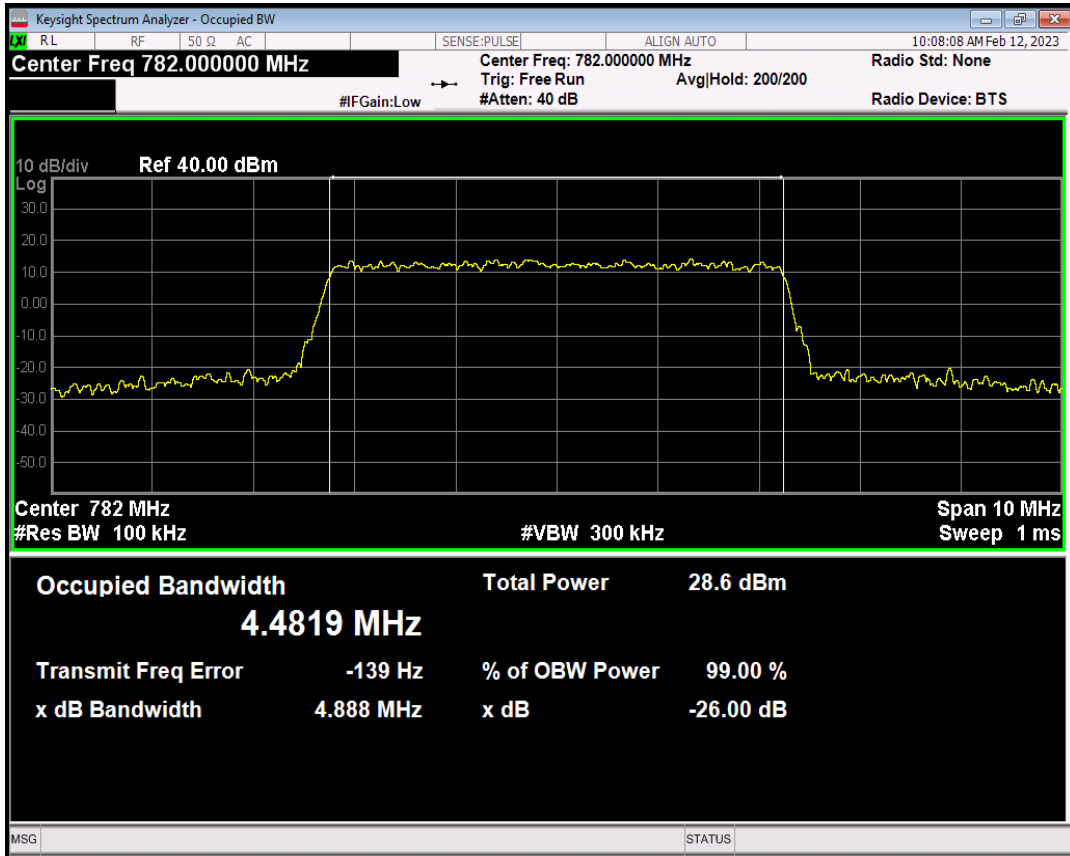 Keysight Spectrum Analyzer - Occupied BW
LXI RL RF 50 Ω AC SENSE:PULSE ALIGN AUTO 10:08:08 AM Feb 12, 2023
Center Freq 782.000000 MHz Center Freq: 782.000000 MHz Radio Std: None
Trig: Free Run Avg|Hold: 200/200
#IFGain:Low #Atten: 40 dB Radio Device: BTS
10 dB/div Ref 40.00 dBm
Log
30.0
20.0
10.0
0.00
-10.0
-20.0
-30.0
-40.0
-50.0
Center 782 MHz Span 10 MHz
#Res BW 100 kHz #VBW 300 kHz Sweep 1 ms
Occupied Bandwidth Total Power 28.6 dBm
4.4819 MHz
Transmit Freq Error -139 Hz % of OBW Power 99.00 %
x dB Bandwidth 4.888 MHz x dB -26.00 dB
MSG STATUS